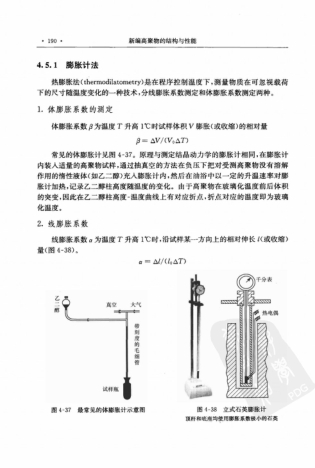 · 190 ·
新编高聚物的结构与性能
4.5.1 膨胀计法
热膨胀法(thermodilatometry)是在程序控制温度下,测量物质在可忽视载荷
下的尺寸随温度变化的一种技术,分线膨胀系数测定和体膨胀系数测定两种。
1. 体膨胀系数的测定
体膨胀系数β为温度T升高1℃时试样体积V膨胀(或收缩)的相对量
β = ΔV/(V₀ΔT)
常见的体膨胀计见图4-37。原理与测定结晶动力学的膨胀计相同,在膨胀计
内装入适量的高聚物试样,通过抽真空的方法在负压下把对受测高聚物没有溶解
作用的惰性液体(如乙二醇)充入膨胀计内,然后在油浴中以一定的升温速率对膨
胀计加热,记录乙二醇柱高度随温度的变化。由于高聚物在玻璃化温度前后体积
的突变,因此在乙二醇柱高度-温度曲线上有对应折点,折点对应的温度即为玻璃
化温度。
2. 线膨胀系数
线膨胀系数α为温度T升高1℃时,沿试样某一方向上的相对伸长l(或收缩)
量(图4-38)。
α = Δl/(l₀ΔT)
乙二醇
真空
大气
带刻度的毛细管
试样瓶
千分表
热电偶
图4-37 最常见的体膨胀计示意图
图4-38 立式石英膨胀计
顶杆和底座均使用膨胀系数极小的石英
PDG